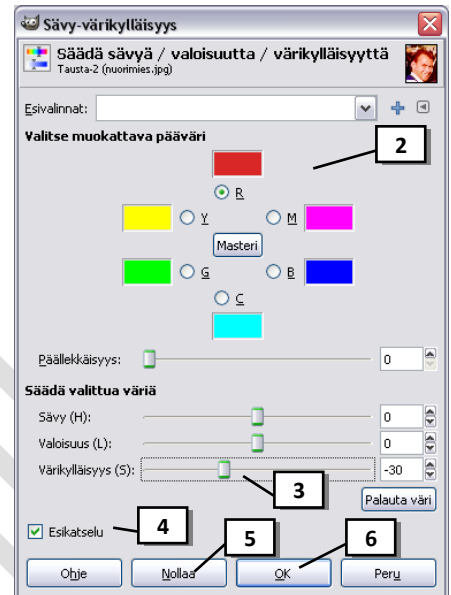 Sävy-värikylläisyys
Säädä sävyä / valoisuutta / värikylläisyyttä
Tausta-2 (nuorimies.jpg)
Esivalinnat:
Valitse muokattava pääväri
2
R
Y M
Masteri
G B
C
Päällekkäisyys: 0
Säädä valittua väriä
Sävy (H): 0
Valoisuus (L): 0
Värikylläisyys (S): -30
3
Palauta väri
Esikatselu
4
5
6
Ohje Nollaa OK Peru